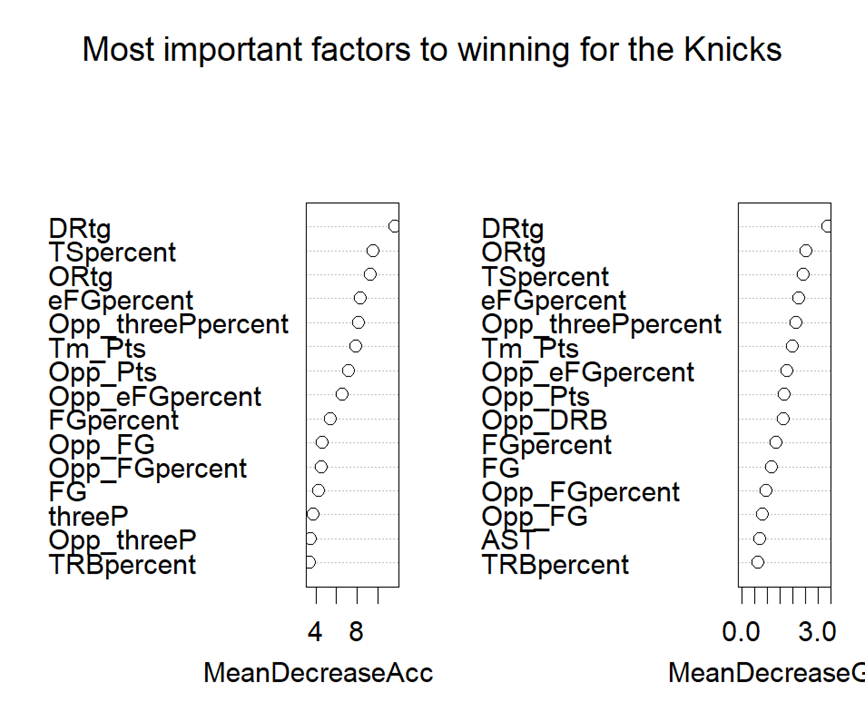 Most important factors to winning for the Knicks
DRtg
TSpercent
ORtg
eFGpercent
Opp_threePpercent
Tm_Pts
Opp_Pts
Opp_eFGpercent
FGpercent
Opp_FG
Opp_FGpercent
FG
threeP
Opp_threeP
TRBpercent
4 8
MeanDecreaseAcc
DRtg
ORtg
TSpercent
eFGpercent
Opp_threePpercent
Tm_Pts
Opp_eFGpercent
Opp_Pts
Opp_DRB
FGpercent
FG
Opp_FGpercent
Opp_FG
AST
TRBpercent
0.0 3.0
MeanDecreaseG